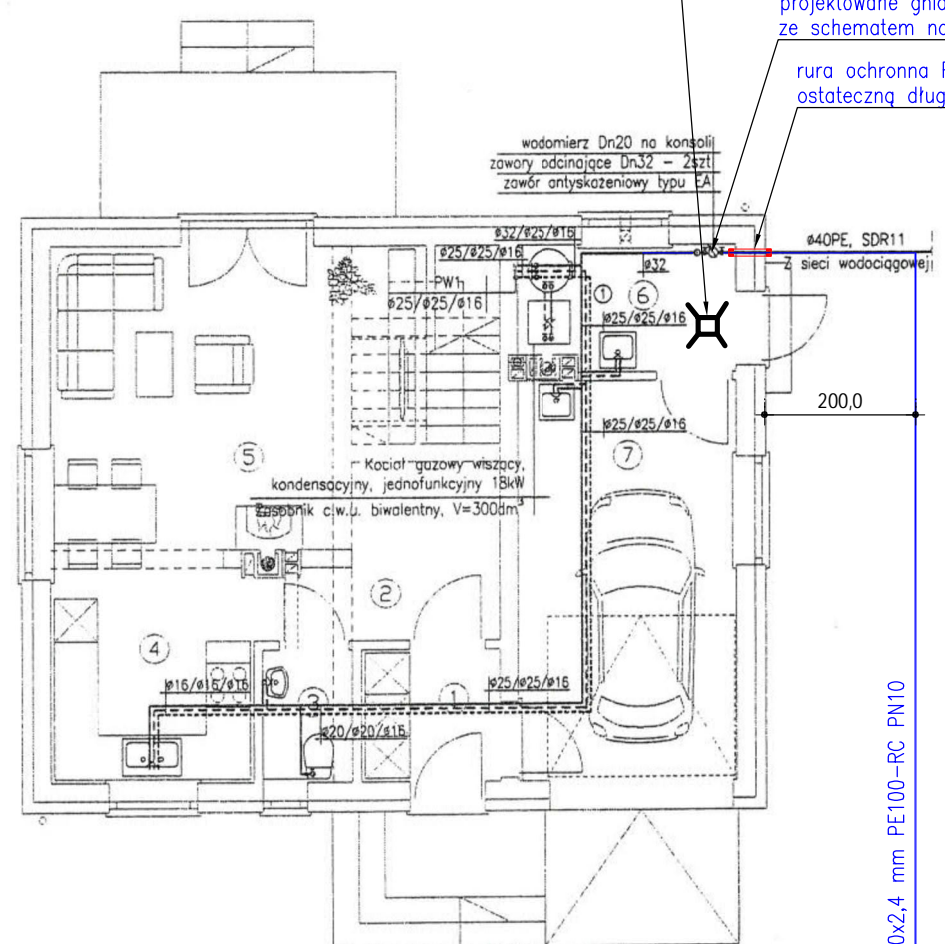 projektowane gnia
ze schematem na
rura ochronna P
ostateczną dług
wodomierz Dn20 na konsoli
zawory odcinające Dn32 - 2szt
zawór antyskażeniowy typu EA
ø32/ø25/ø16
ø25/ø25/ø16
ø40PE, SDR11
Z sieci wodociągowej
ø32
PW1
ø25/ø25/ø16
1
6
ø25/ø25/ø16
200,0
ø25/ø25/ø16
7
5
Kocioł gazowy wiszący,
kondensacyjny, jednofunkcyjny 18kW
Zasobnik c.w.u. biwalentny, V=300dm³
2
4
ø16/ø16/ø16
3
1
ø25/ø25/ø16
ø20/ø20/ø16
0x2,4 mm PE100-RC PN10